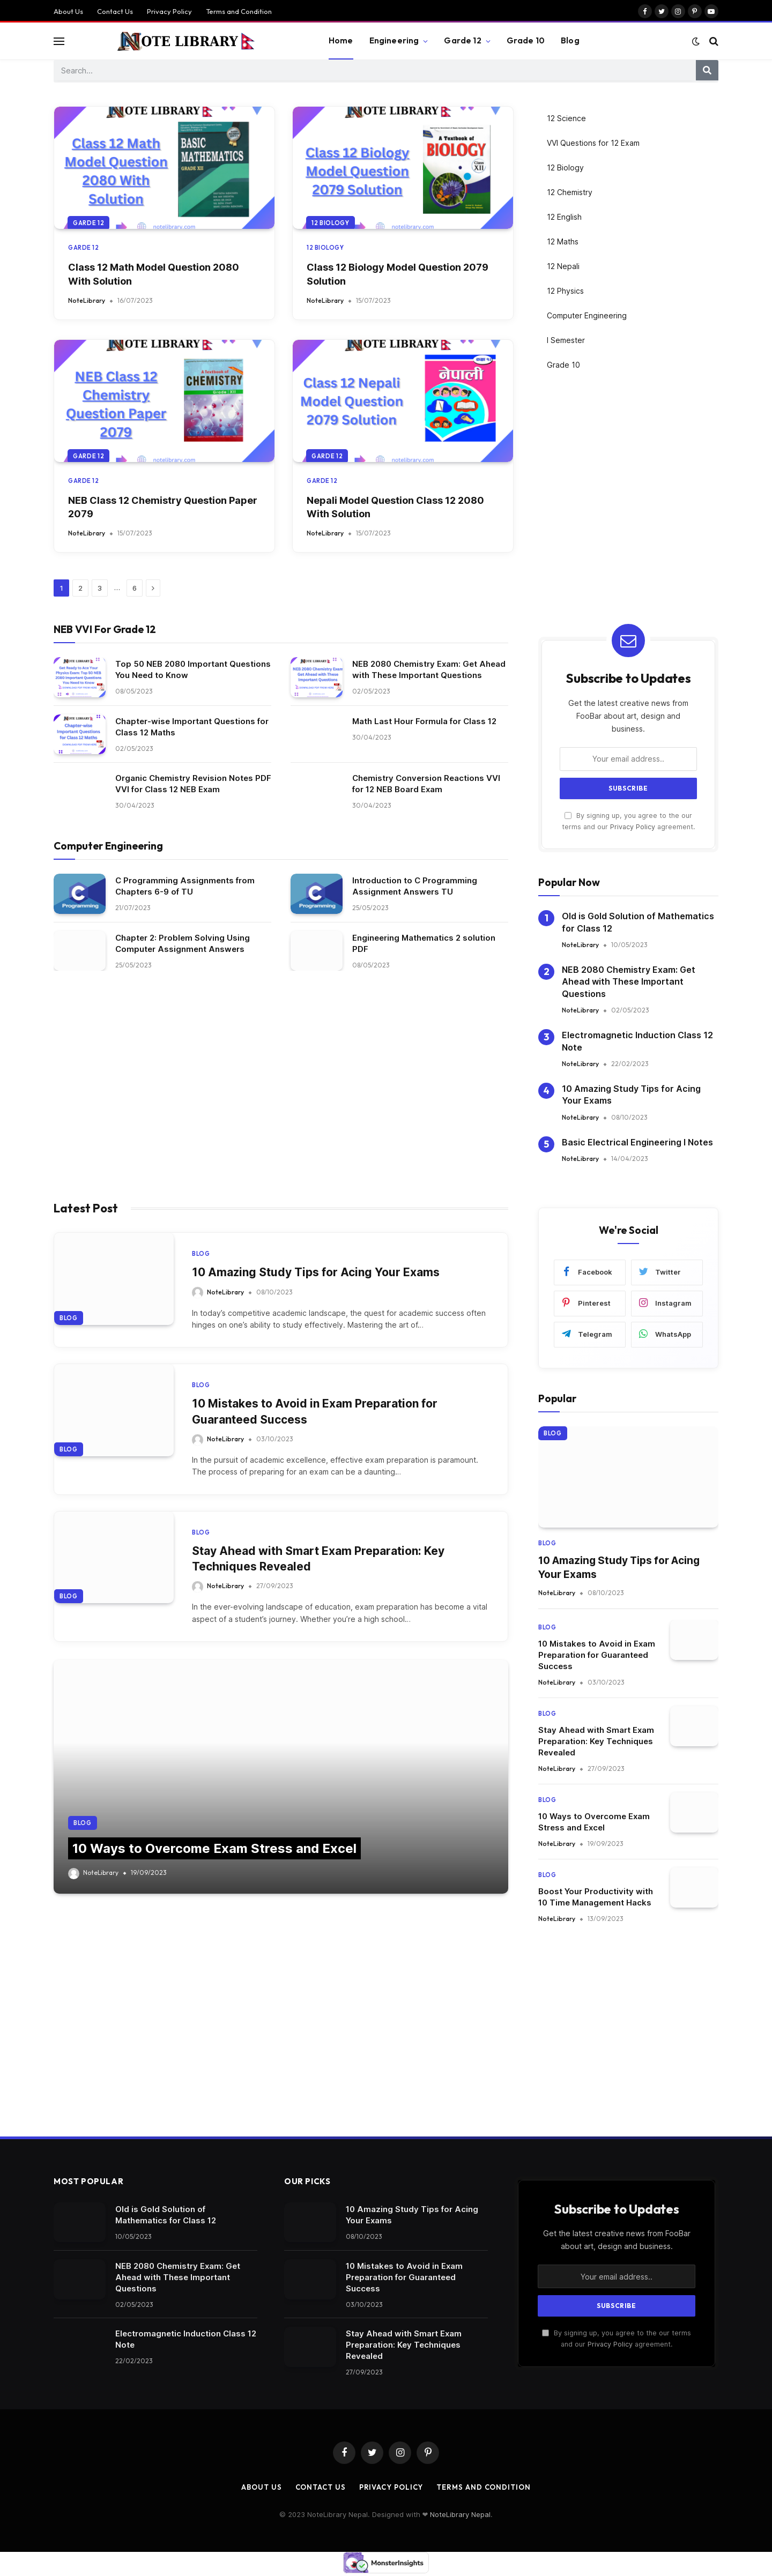 About Us Contact Us Privacy Policy Terms and Condition
NOTE LIBRARY
Home Engineering Garde 12 Grade 10 Blog
Search...
NOTE LIBRARY
Class 12 Math
Model Question
2080 With
Solution
BASIC
MATHEMATICS
GRADE XII
GARDE 12
notelibrary.com
GARDE 12
Class 12 Math Model Question 2080
With Solution
NoteLibrary 16/07/2023
NOTE LIBRARY
Class 12 Biology
Model Question
2079 Solution
A Textbook of
BIOLOGY
12 BIOLOGY
notelibrary.com
12 BIOLOGY
Class 12 Biology Model Question 2079
Solution
NoteLibrary 15/07/2023
NOTE LIBRARY
NEB Class 12
Chemistry
Question Paper
2079
CHEMISTRY
GARDE 12
notelibrary.com
GARDE 12
NEB Class 12 Chemistry Question Paper
2079
NoteLibrary 15/07/2023
NOTE LIBRARY
Class 12 Nepali
Model Question
2079 Solution
नेपाली
GARDE 12
notelibrary.com
GARDE 12
Nepali Model Question Class 12 2080
With Solution
NoteLibrary 15/07/2023
12 Science
VVI Questions for 12 Exam
12 Biology
12 Chemistry
12 English
12 Maths
12 Nepali
12 Physics
Computer Engineering
I Semester
Grade 10
1 2 3 … 6
NEB VVI For Grade 12
Top 50 NEB 2080 Important Questions
You Need to Know
08/05/2023
NEB 2080 Chemistry Exam: Get Ahead
with These Important Questions
02/05/2023
Chapter-wise Important Questions for
Class 12 Maths
02/05/2023
Math Last Hour Formula for Class 12
30/04/2023
Organic Chemistry Revision Notes PDF
VVI for Class 12 NEB Exam
30/04/2023
Chemistry Conversion Reactions VVI
for 12 NEB Board Exam
30/04/2023
Computer Engineering
C
Programming
C Programming Assignments from
Chapters 6-9 of TU
21/07/2023
C
Programming
Introduction to C Programming
Assignment Answers TU
25/05/2023
Chapter 2: Problem Solving Using
Computer Assignment Answers
25/05/2023
Engineering Mathematics 2 solution
PDF
08/05/2023
Subscribe to Updates
Get the latest creative news from
FooBar about art, design and
business.
Your email address..
SUBSCRIBE
By signing up, you agree to the our
terms and our Privacy Policy agreement.
Popular Now
1 Old is Gold Solution of Mathematics
for Class 12
NoteLibrary 10/05/2023
2 NEB 2080 Chemistry Exam: Get
Ahead with These Important
Questions
NoteLibrary 02/05/2023
3 Electromagnetic Induction Class 12
Note
NoteLibrary 22/02/2023
4 10 Amazing Study Tips for Acing
Your Exams
NoteLibrary 08/10/2023
5 Basic Electrical Engineering I Notes
NoteLibrary 14/04/2023
Latest Post
BLOG
BLOG
10 Amazing Study Tips for Acing Your Exams
NoteLibrary 08/10/2023
In today's competitive academic landscape, the quest for academic success often
hinges on one's ability to study effectively. Mastering the art of…
BLOG
BLOG
10 Mistakes to Avoid in Exam Preparation for
Guaranteed Success
NoteLibrary 03/10/2023
In the pursuit of academic excellence, effective exam preparation is paramount.
The process of preparing for an exam can be a daunting…
BLOG
BLOG
Stay Ahead with Smart Exam Preparation: Key
Techniques Revealed
NoteLibrary 27/09/2023
In the ever-evolving landscape of education, exam preparation has become a vital
aspect of a student's journey. Whether you're a high school…
BLOG
10 Ways to Overcome Exam Stress and Excel
NoteLibrary 19/09/2023
We're Social
Facebook Twitter
Pinterest Instagram
Telegram WhatsApp
Popular
BLOG
BLOG
10 Amazing Study Tips for Acing
Your Exams
NoteLibrary 08/10/2023
BLOG
10 Mistakes to Avoid in Exam
Preparation for Guaranteed
Success
NoteLibrary 03/10/2023
BLOG
Stay Ahead with Smart Exam
Preparation: Key Techniques
Revealed
NoteLibrary 27/09/2023
BLOG
10 Ways to Overcome Exam
Stress and Excel
NoteLibrary 19/09/2023
BLOG
Boost Your Productivity with
10 Time Management Hacks
NoteLibrary 13/09/2023
MOST POPULAR
Old is Gold Solution of
Mathematics for Class 12
10/05/2023
NEB 2080 Chemistry Exam: Get
Ahead with These Important
Questions
02/05/2023
Electromagnetic Induction Class 12
Note
22/02/2023
OUR PICKS
10 Amazing Study Tips for Acing
Your Exams
08/10/2023
10 Mistakes to Avoid in Exam
Preparation for Guaranteed
Success
03/10/2023
Stay Ahead with Smart Exam
Preparation: Key Techniques
Revealed
27/09/2023
Subscribe to Updates
Get the latest creative news from FooBar
about art, design and business.
Your email address..
SUBSCRIBE
By signing up, you agree to the our terms
and our Privacy Policy agreement.
ABOUT US CONTACT US PRIVACY POLICY TERMS AND CONDITION
© 2023 NoteLibrary Nepal. Designed with ❤ NoteLibrary Nepal.
MonsterInsights